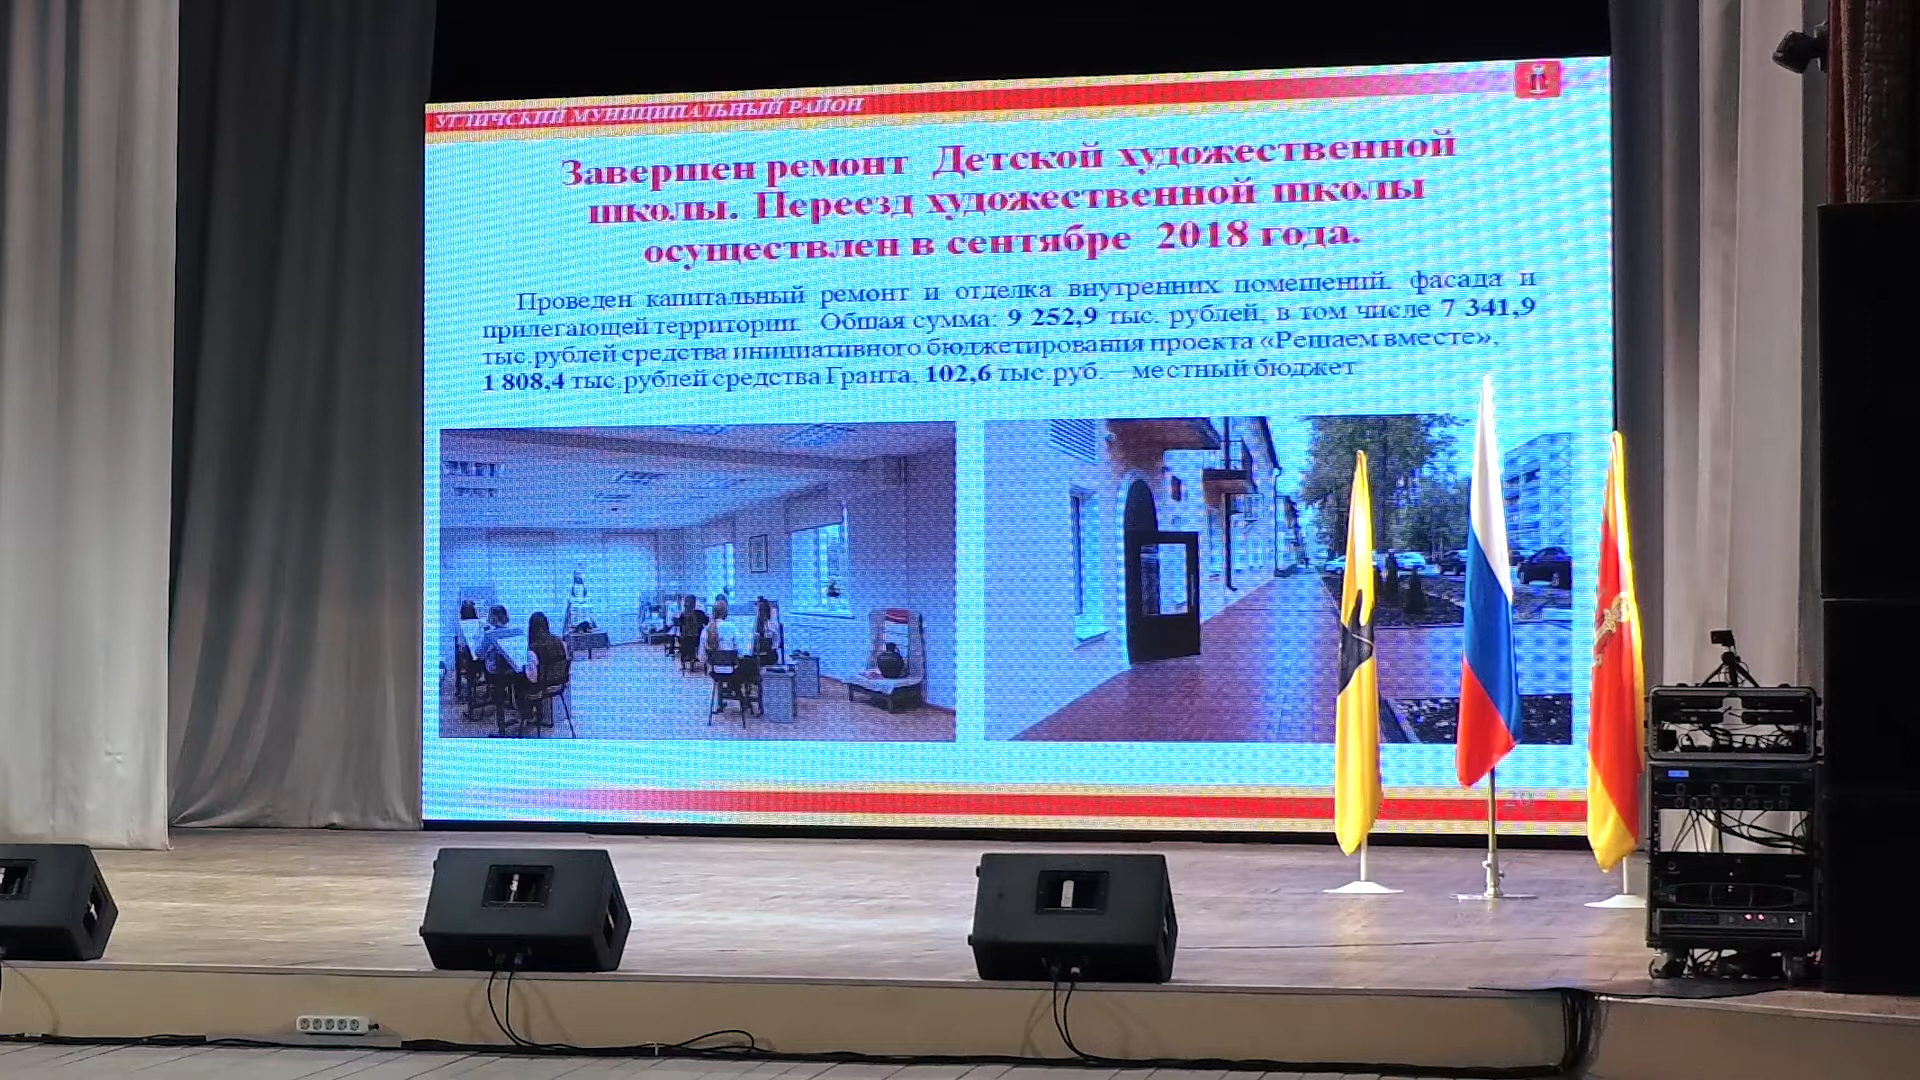 УГЛИЧСКИЙ МУНИЦИПАЛЬНЫЙ РАЙОН
Завершен ремонт Детской художественной
школы. Переезд художественной школы
осуществлен в сентябре 2018 года.
Проведен капитальный ремонт и отделка внутренних помещений, фасада и
прилегающей территории. Общая сумма: 9 252,9 тыс. рублей, в том числе 7 341,9
тыс.рублей средства инициативного бюджетирования проекта «Решаем вместе»,
1 808,4 тыс.рублей средства Гранта, 102,6 тыс.руб. – местный бюджет
20